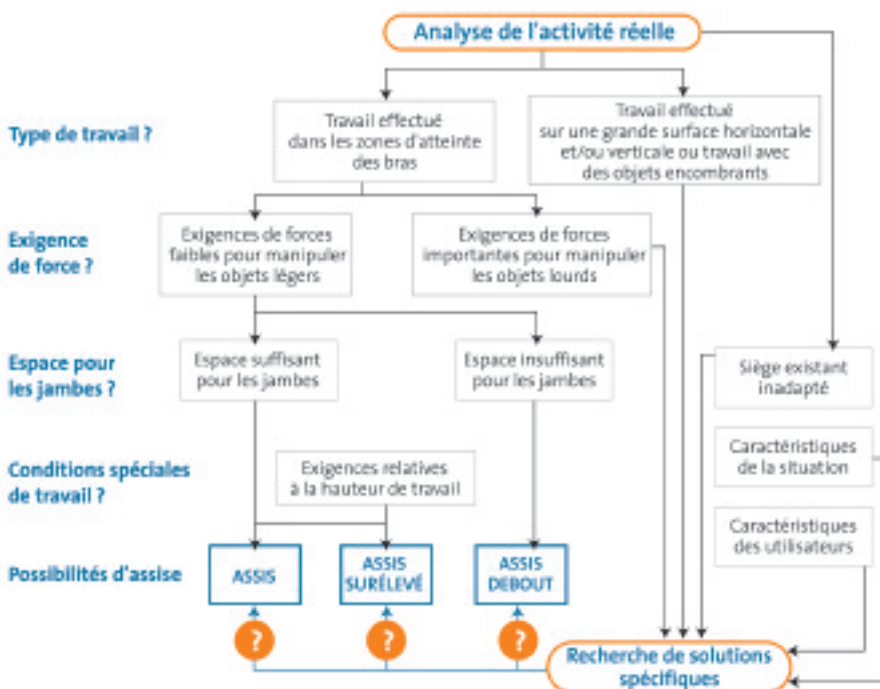 Analyse de l'activité réelle
Type de travail ?
Travail effectué
dans les zones d'atteinte
des bras
Travail effectué
sur une grande surface horizontale
et/ou verticale ou travail avec
des objets encombrants
Exigence
de force ?
Exigences de forces
faibles pour manipuler
les objets légers
Exigences de forces
importantes pour manipuler
les objets lourds
Espace pour
les jambes ?
Espace suffisant
pour les jambes
Espace insuffisant
pour les jambes
Siège existant
inadapté
Conditions spéciales
de travail ?
Exigences relatives
à la hauteur de travail
Caractéristiques
de la situation
Caractéristiques
des utilisateurs
Possibilités d'assise
ASSIS
ASSIS
SURÉLEVÉ
ASSIS
DEBOUT
?
?
?
Recherche de solutions
spécifiques